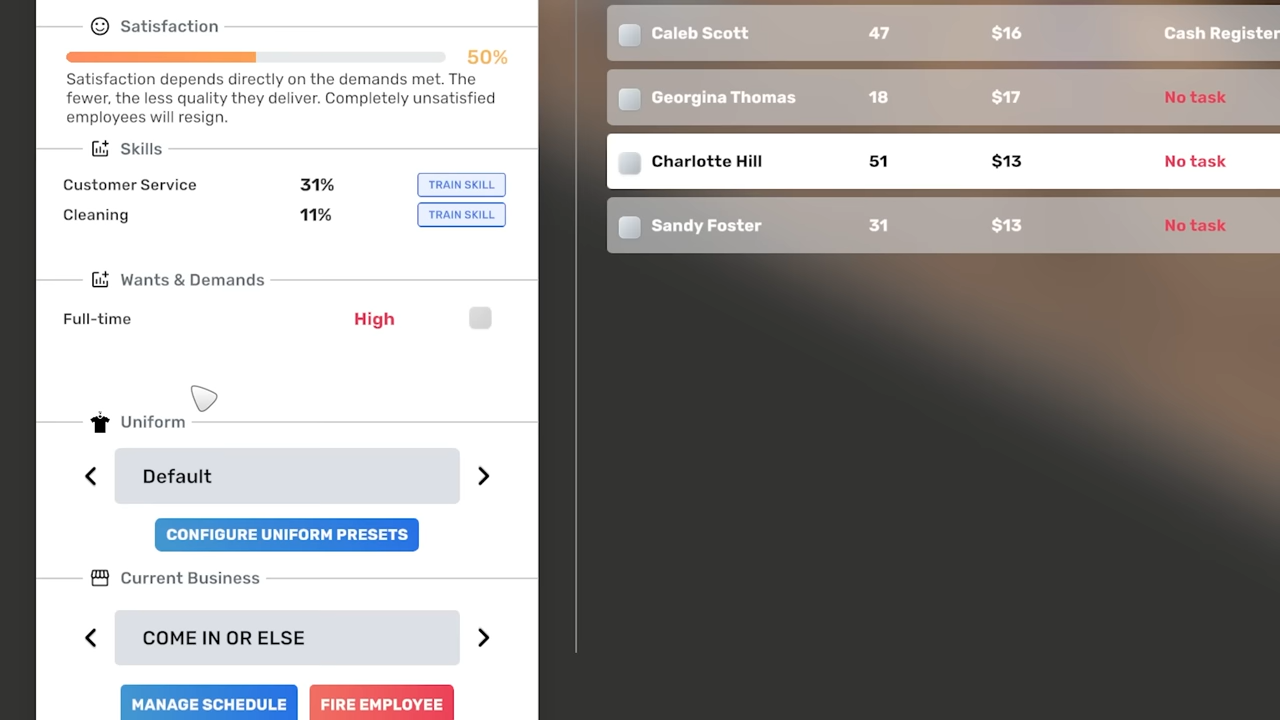 Satisfaction
50%
Satisfaction depends directly on the demands met. The
fewer, the less quality they deliver. Completely unsatisfied
employees will resign.
Skills
Customer Service 31% TRAIN SKILL
Cleaning 11% TRAIN SKILL
Wants & Demands
Full-time High
Uniform
Default
CONFIGURE UNIFORM PRESETS
Current Business
COME IN OR ELSE
MANAGE SCHEDULE FIRE EMPLOYEE
Caleb Scott 47 $16 Cash Register
Georgina Thomas 18 $17 No task
Charlotte Hill 51 $13 No task
Sandy Foster 31 $13 No task